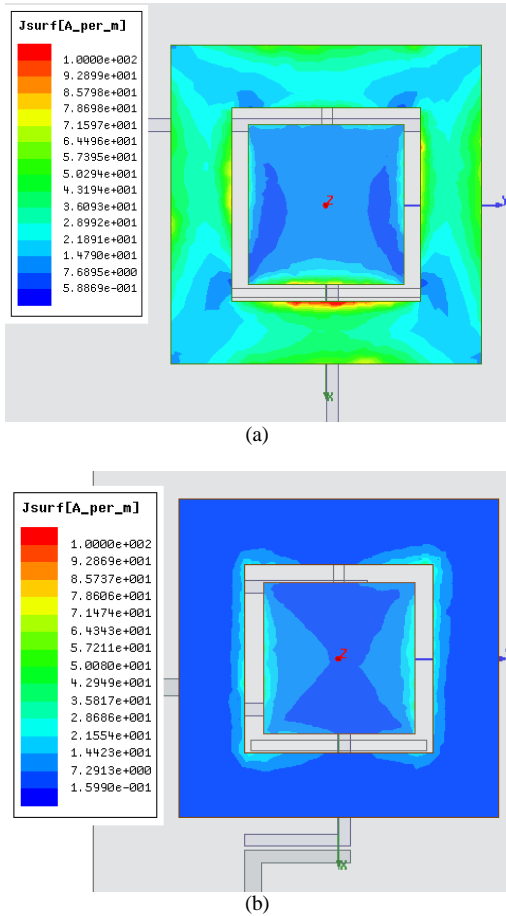 Jsurf[A_per_m]
1.0000e+002
9.2899e+001
8.5798e+001
7.8698e+001
7.1597e+001
6.4496e+001
5.7395e+001
5.0294e+001
4.3194e+001
3.6093e+001
2.8992e+001
2.1891e+001
1.4790e+001
7.6895e+000
5.8869e-001
Z
X
(a)
Jsurf[A_per_m]
1.0000e+002
9.2869e+001
8.5737e+001
7.8606e+001
7.1474e+001
6.4343e+001
5.7211e+001
5.0080e+001
4.2949e+001
3.5817e+001
2.8686e+001
2.1554e+001
1.4423e+001
7.2913e+000
1.5990e-001
Z
X
(b)